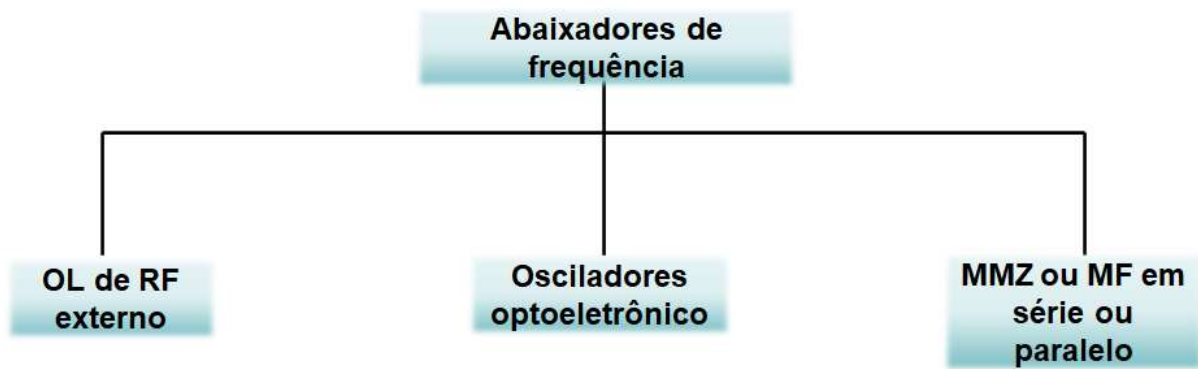 Abaixadores de
frequência
OL de RF
externo
Osciladores
optoeletrônico
MMZ ou MF em
série ou
paralelo